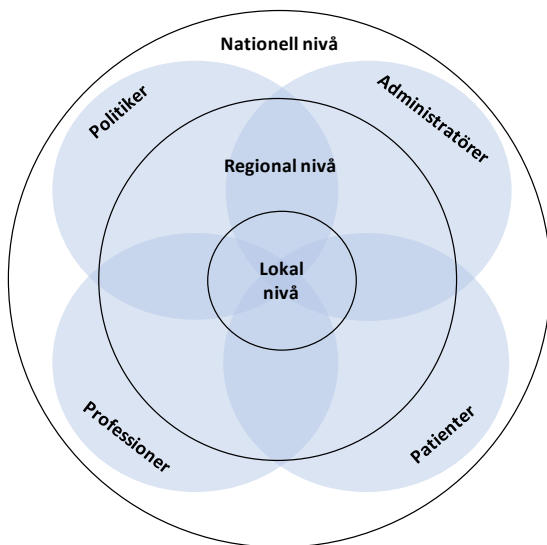 Nationell nivå
Politiker
Administratörer
Regional nivå
Lokal
nivå
Professioner
Patienter